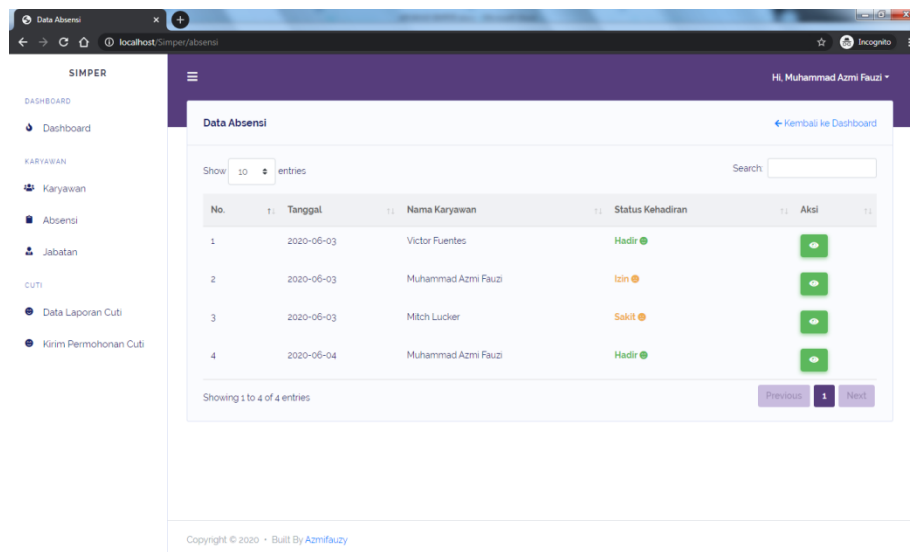 Data Absensi
localhost/Simper/absensi
Incognito
SIMPER
Hi, Muhammad Azmi Fauzi
DASHBOARD
Dashboard
KARYAWAN
Karyawan
Absensi
Jabatan
CUTI
Data Laporan Cuti
Kirim Permohonan Cuti
Data Absensi
Kembali ke Dashboard
Show 10 entries
Search:
No. Tanggal Nama Karyawan Status Kehadiran Aksi
1 2020-06-03 Victor Fuentes Hadir
2 2020-06-03 Muhammad Azmi Fauzi Izin
3 2020-06-03 Mitch Lucker Sakit
4 2020-06-04 Muhammad Azmi Fauzi Hadir
Showing 1 to 4 of 4 entries
Previous 1 Next
Copyright © 2020 • Built By Azmifauzy